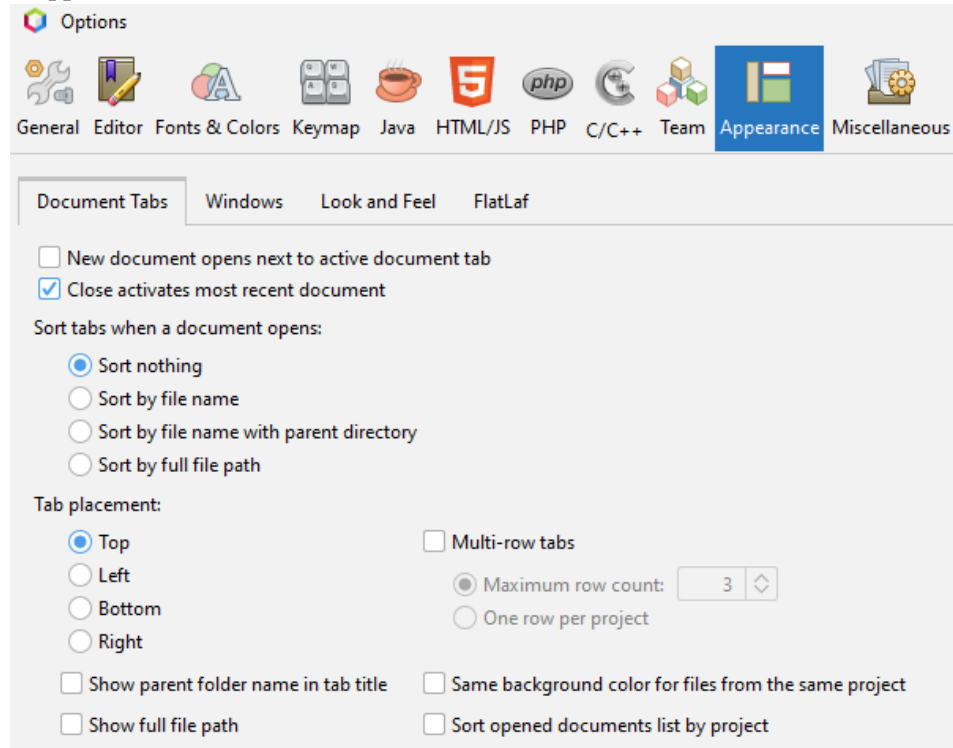 Options
General Editor Fonts & Colors Keymap Java HTML/JS PHP C/C++ Team Appearance Miscellaneous
Document Tabs Windows Look and Feel FlatLaf
New document opens next to active document tab
Close activates most recent document
Sort tabs when a document opens:
Sort nothing
Sort by file name
Sort by file name with parent directory
Sort by full file path
Tab placement:
Top Multi-row tabs
Left Maximum row count: 3
Bottom One row per project
Right
Show parent folder name in tab title Same background color for files from the same project
Show full file path Sort opened documents list by project